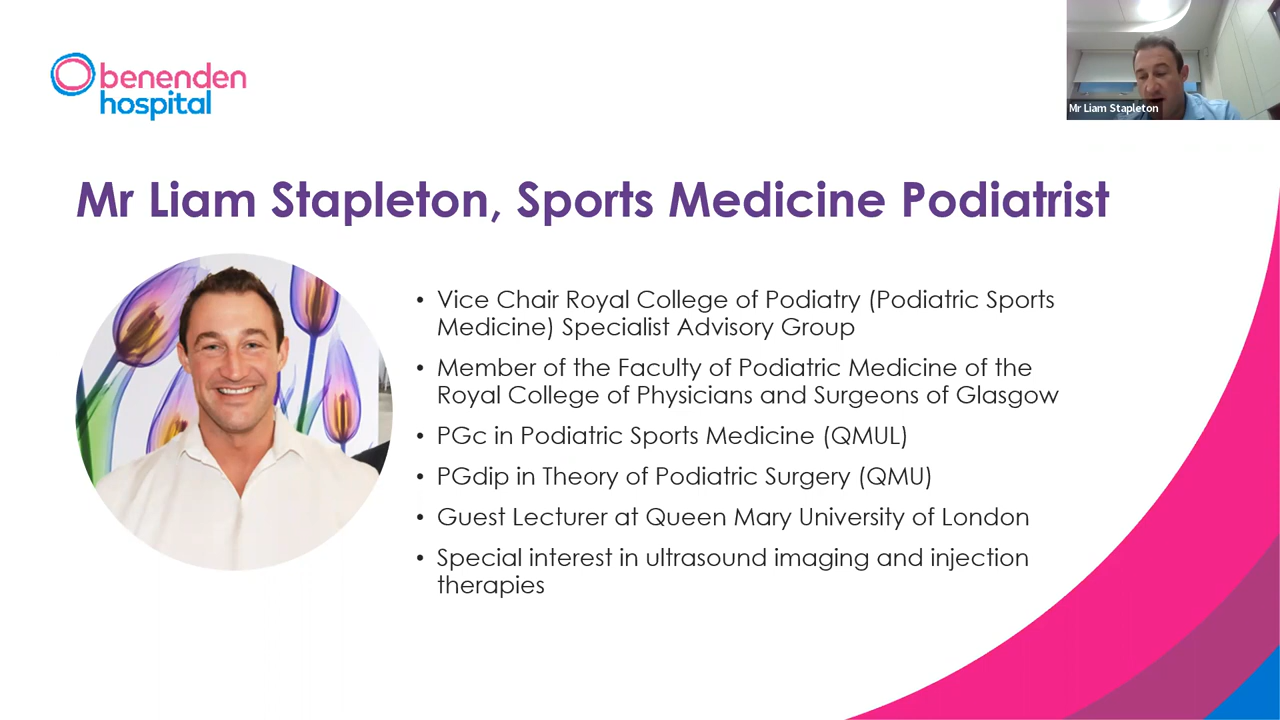 benenden
hospital
Mr Liam Stapleton
Mr Liam Stapleton, Sports Medicine Podiatrist
• Vice Chair Royal College of Podiatry (Podiatric Sports
Medicine) Specialist Advisory Group
• Member of the Faculty of Podiatric Medicine of the
Royal College of Physicians and Surgeons of Glasgow
• PGc in Podiatric Sports Medicine (QMUL)
• PGdip in Theory of Podiatric Surgery (QMU)
• Guest Lecturer at Queen Mary University of London
• Special interest in ultrasound imaging and injection
therapies